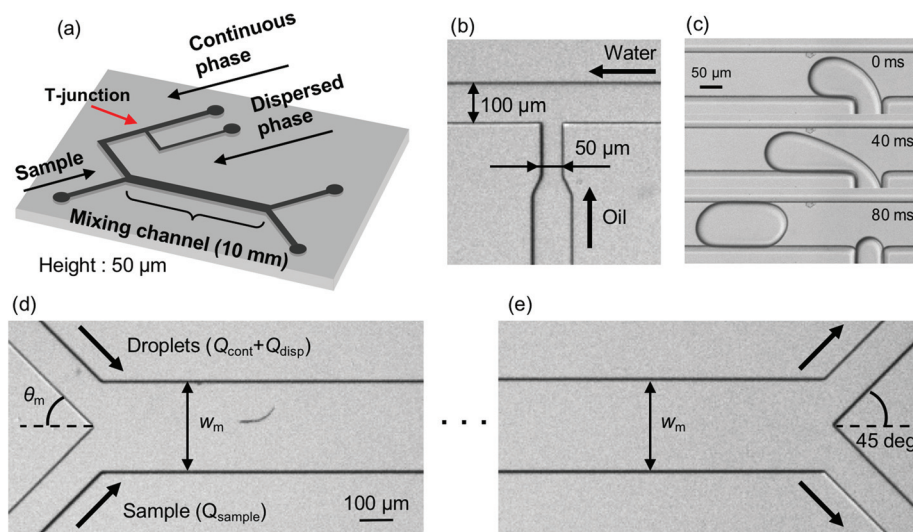 (a)
Continuous
phase
Dispersed
phase
T-junction
Sample
Mixing channel (10 mm)
Height : 50 μm
(b)
Water
100 μm
50 μm
Oil
(c)
0 ms
50 μm
40 ms
80 ms
(d)
Droplets (Qcont+Qdisp)
θm
wm
Sample (Qsample)
100 μm
. . .
(e)
wm
45 deg